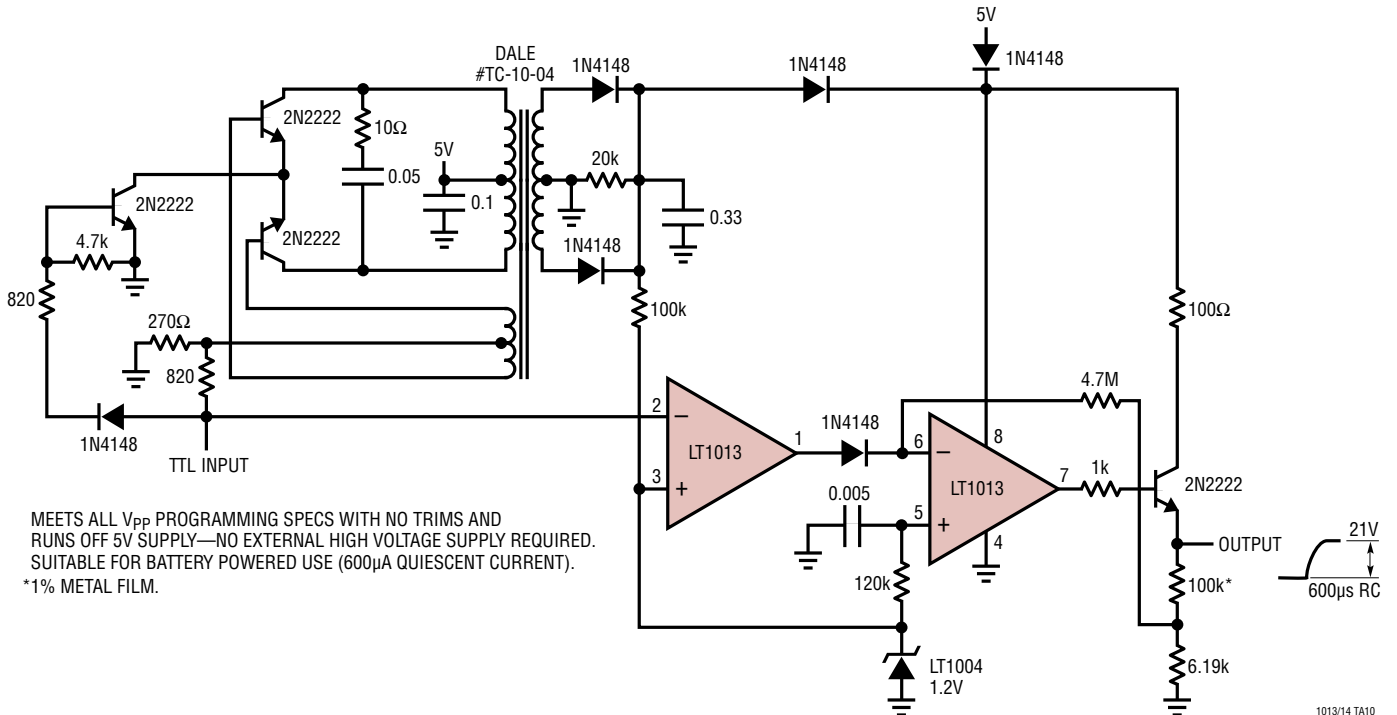 5V
DALE
#TC-10-04
1N4148
1N4148
1N4148
2N2222
10Ω
5V
20k
0.05
2N2222
0.1
0.33
2N2222
4.7k
1N4148
820
100k
100Ω
270Ω
820
4.7M
2
1
1N4148
6
8
LT1013
7
1k
2N2222
1N4148
TTL INPUT
3
0.005
LT1013
5
4
OUTPUT
21V
MEETS ALL VPP PROGRAMMING SPECS WITH NO TRIMS AND
RUNS OFF 5V SUPPLY—NO EXTERNAL HIGH VOLTAGE SUPPLY REQUIRED.
SUITABLE FOR BATTERY POWERED USE (600µA QUIESCENT CURRENT).
*1% METAL FILM.
120k
100k*
600µs RC
LT1004
1.2V
6.19k
1013/14 TA10